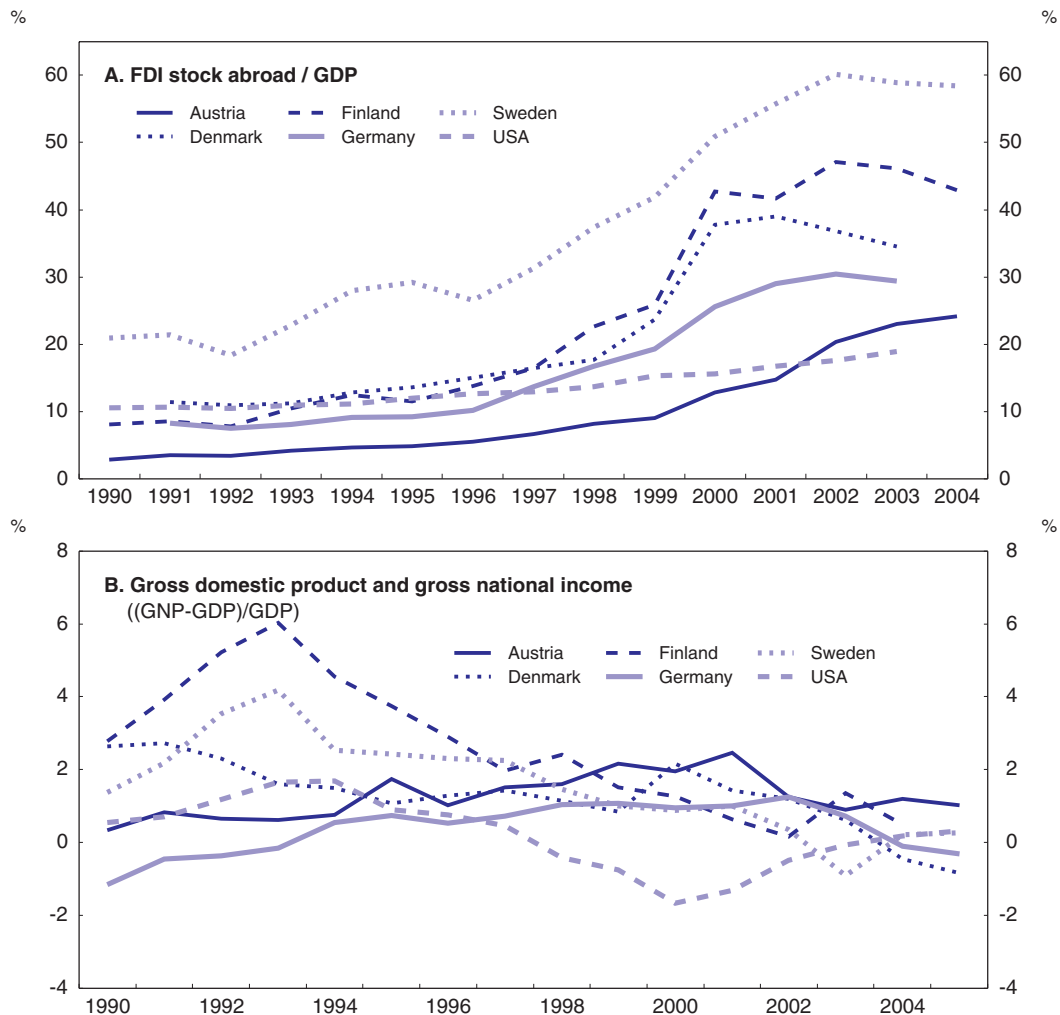 % %
A. FDI stock abroad / GDP
Austria Finland Sweden
Denmark Germany USA
60 60
50 50
40 40
30 30
20 20
10 10
0 0
1990 1991 1992 1993 1994 1995 1996 1997 1998 1999 2000 2001 2002 2003 2004
% %
8 8
B. Gross domestic product and gross national income
((GNP-GDP)/GDP)
6 6
Austria Finland Sweden
Denmark Germany USA
4 4
2 2
0 0
-2 -2
-4 -4
1990 1992 1994 1996 1998 2000 2002 2004